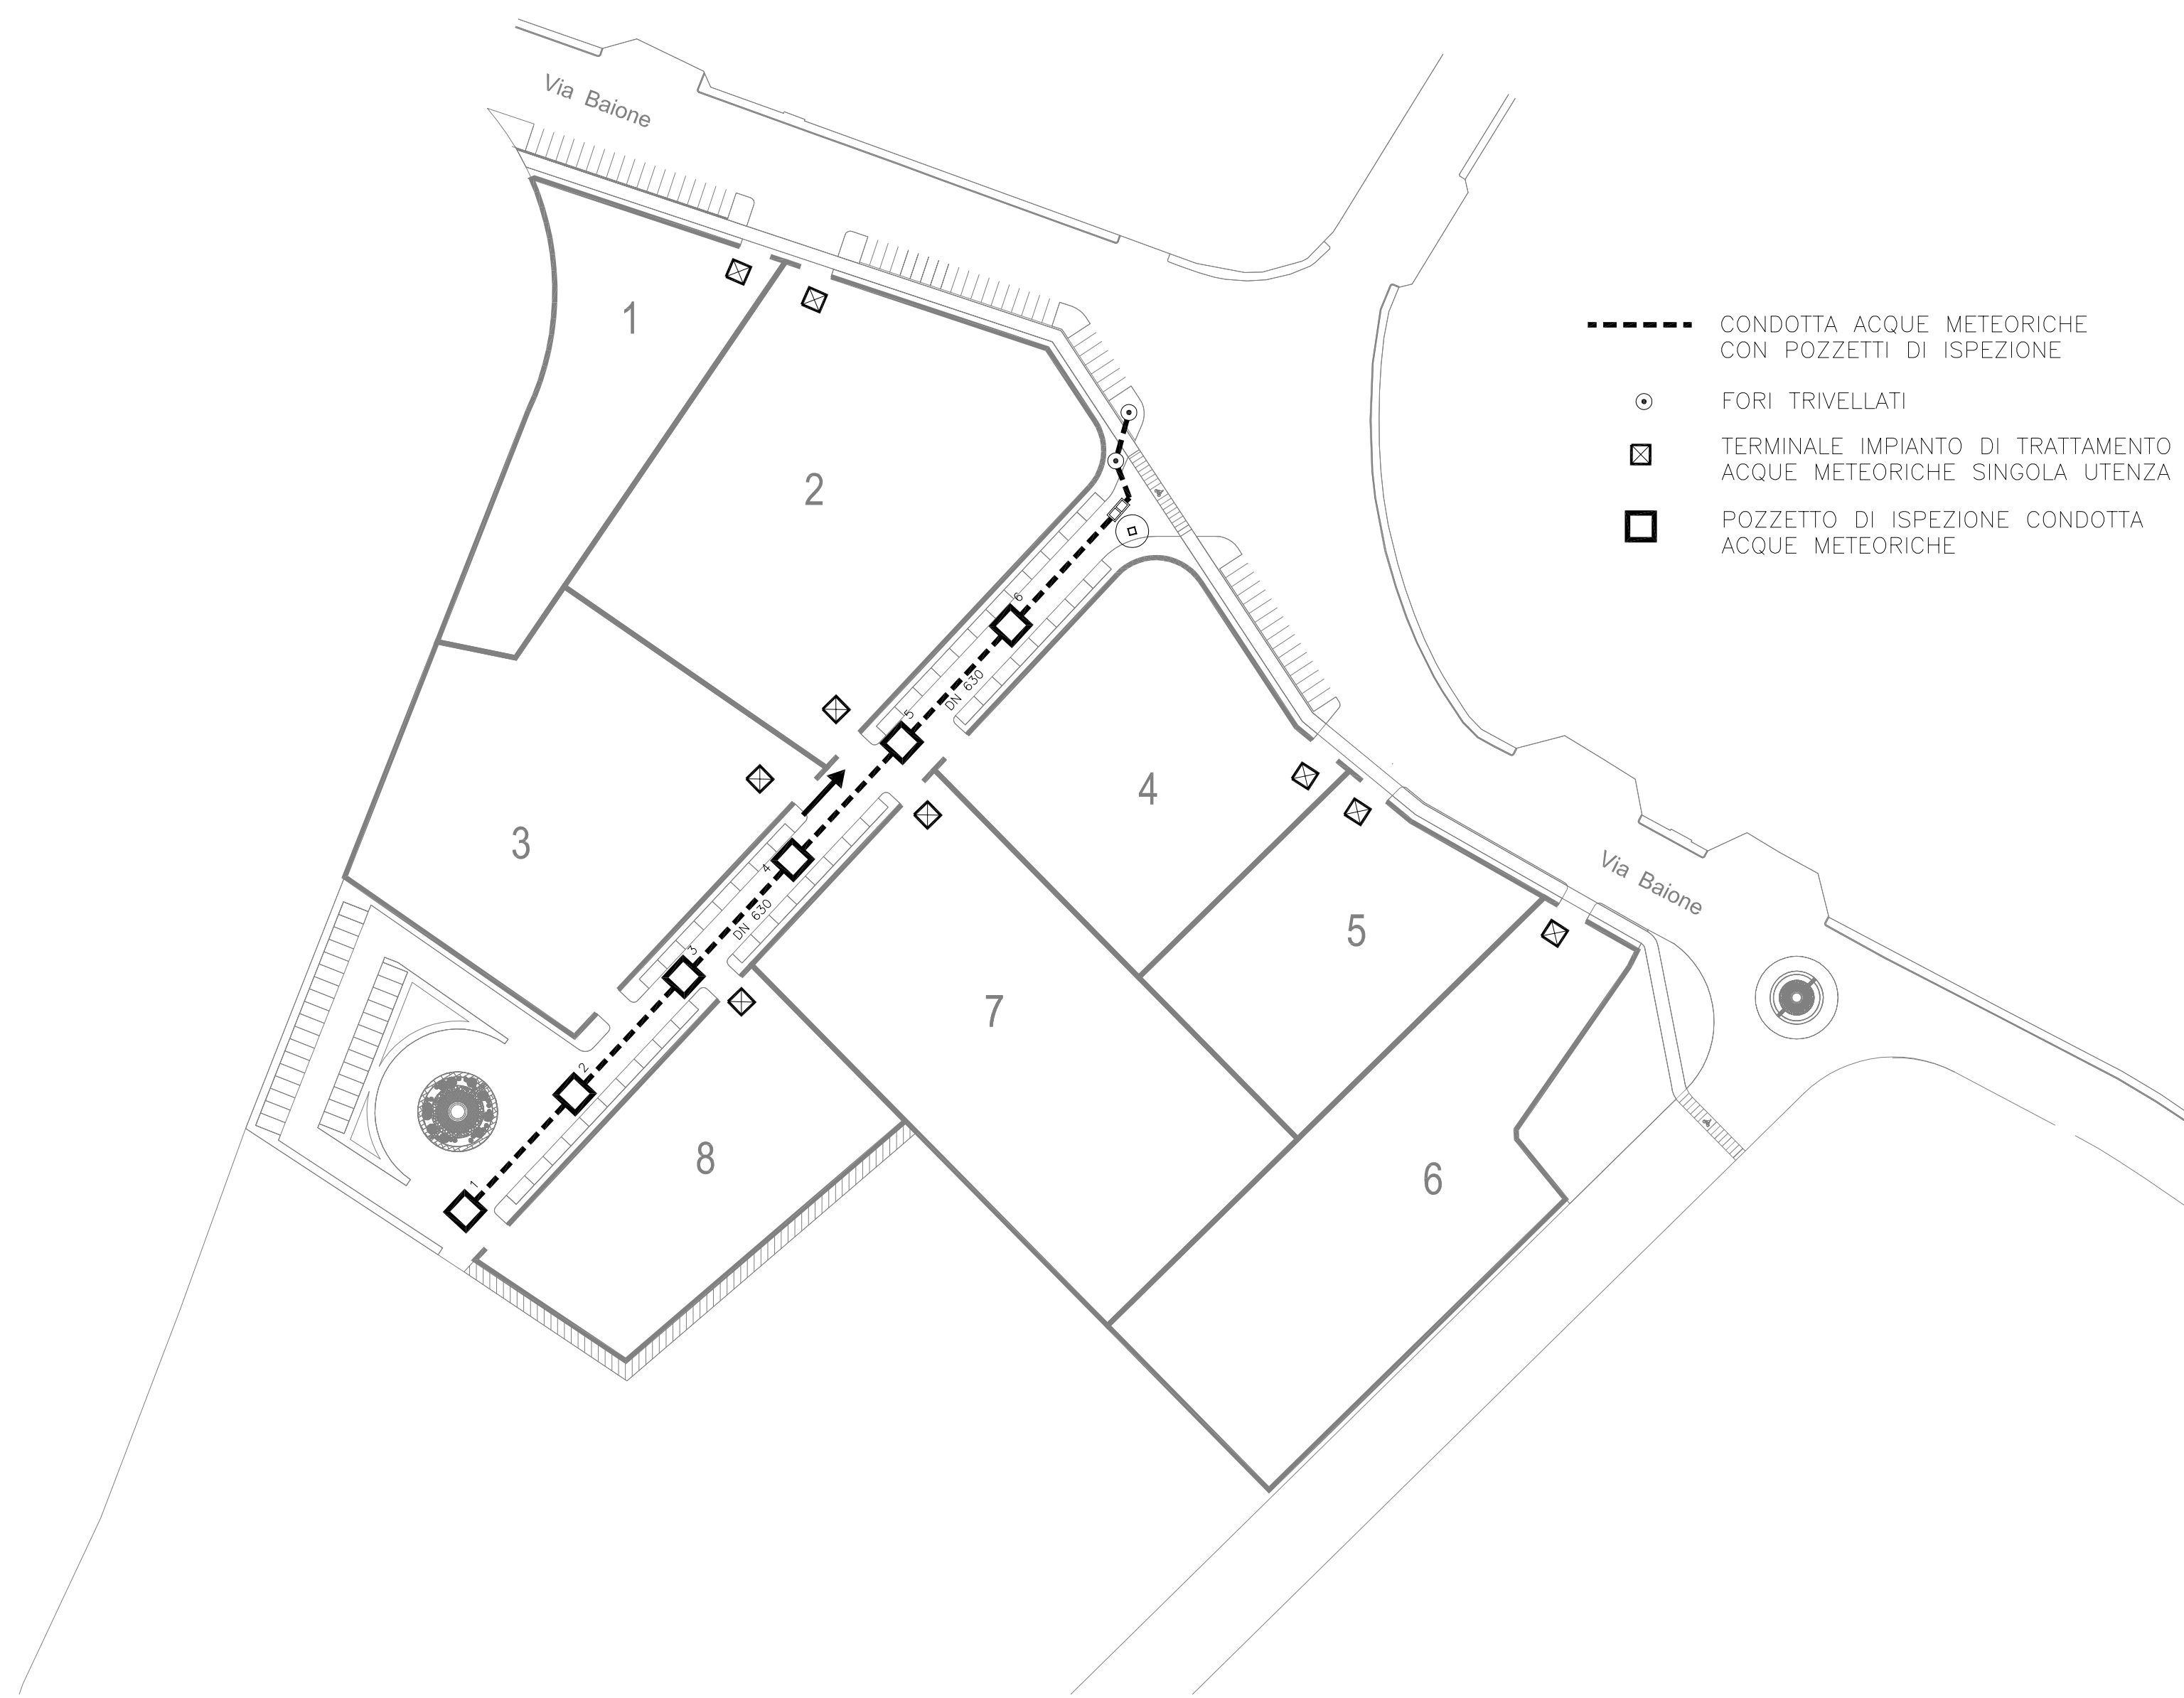 Via Baione
1
2
CONDOTTA ACQUE METEORICHE
CON POZZETTI DI ISPEZIONE
FORI TRIVELLATI
TERMINALE IMPIANTO DI TRATTAMENTO
ACQUE METEORICHE SINGOLA UTENZA
POZZETTO DI ISPEZIONE CONDOTTA
ACQUE METEORICHE
6
DN 630
5
4
3
4
DN 630
Via Baione
5
3
7
2
8
6
1